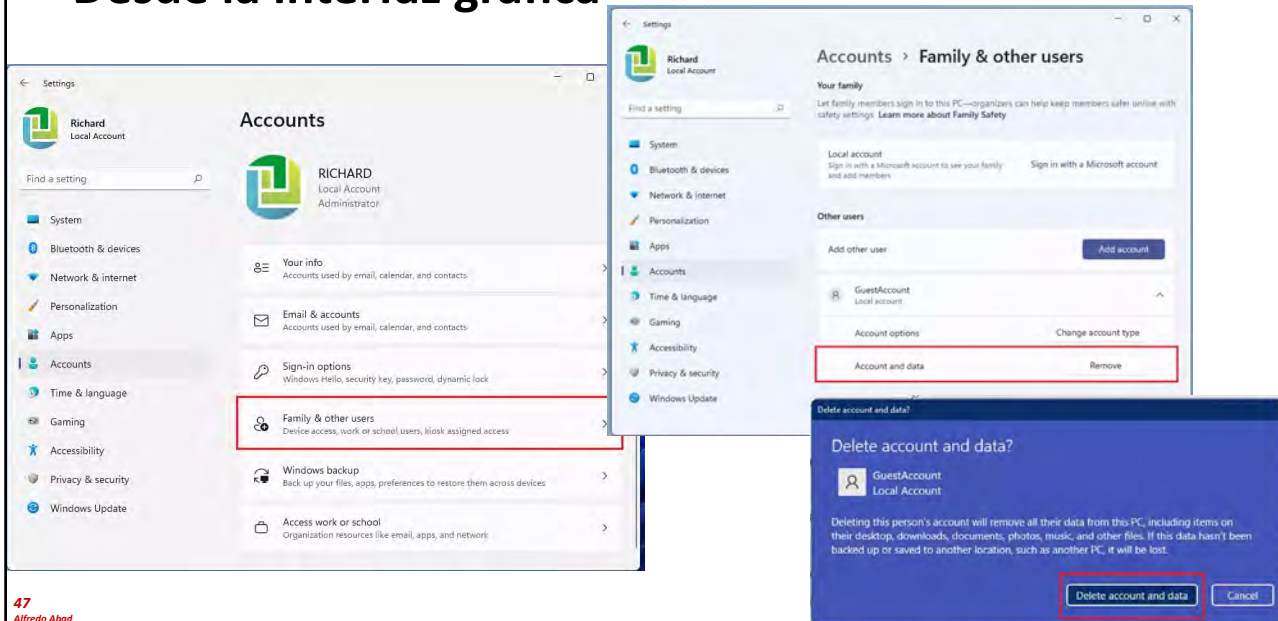 Desde la interfaz gráfica
Settings
Richard
Local Account
Find a setting
System
Bluetooth & devices
Network & internet
Personalization
Apps
Accounts
Time & language
Gaming
Accessibility
Privacy & security
Windows Update
Accounts
RICHARD
Local Account
Administrator
Your info
Accounts used by email, calendar, and contacts
Email & accounts
Accounts used by email, calendar, and contacts
Sign-in options
Windows Hello, security key, password, dynamic lock
Family & other users
Device access, work or school users, kiosk assigned access
Windows backup
Back up your files, apps, preferences to restore them across devices
Access work or school
Organization resources like email, apps, and network
Settings
Richard
Local Account
Find a setting
System
Bluetooth & devices
Network & internet
Personalization
Apps
Accounts
Time & language
Gaming
Accessibility
Privacy & security
Windows Update
Accounts > Family & other users
Your family
Let family members sign in to this PC—organizers can help keep members safer online with
safety settings Learn more about Family Safety
Local account
Sign in with a Microsoft account to see your family
and add members
Sign in with a Microsoft account
Other users
Add other user
Add account
GuestAccount
Local account
Account options
Change account type
Account and data
Remove
Delete account and data?
Delete account and data?
GuestAccount
Local Account
Deleting this person's account will remove all their data from this PC, including items on
their desktop, downloads, documents, photos, music, and other files. If this data hasn't been
backed up or saved to another location, such as another PC, it will be lost.
Delete account and data
Cancel
47
Alfredo Abad